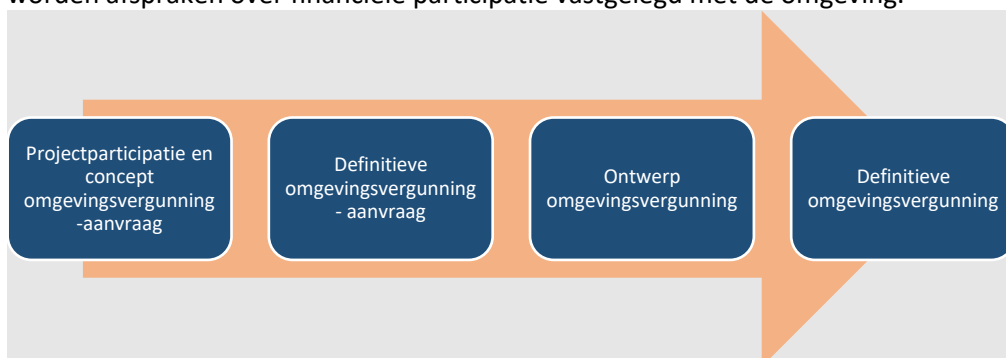 worden afspraken over financiële participatie vastgelegd met de omgeving.
Projectparticipatie en
concept
omgevingsvergunning
-aanvraag
Definitieve
omgevingsvergunning
- aanvraag
Ontwerp
omgevingsvergunning
Definitieve
omgevingsvergunning